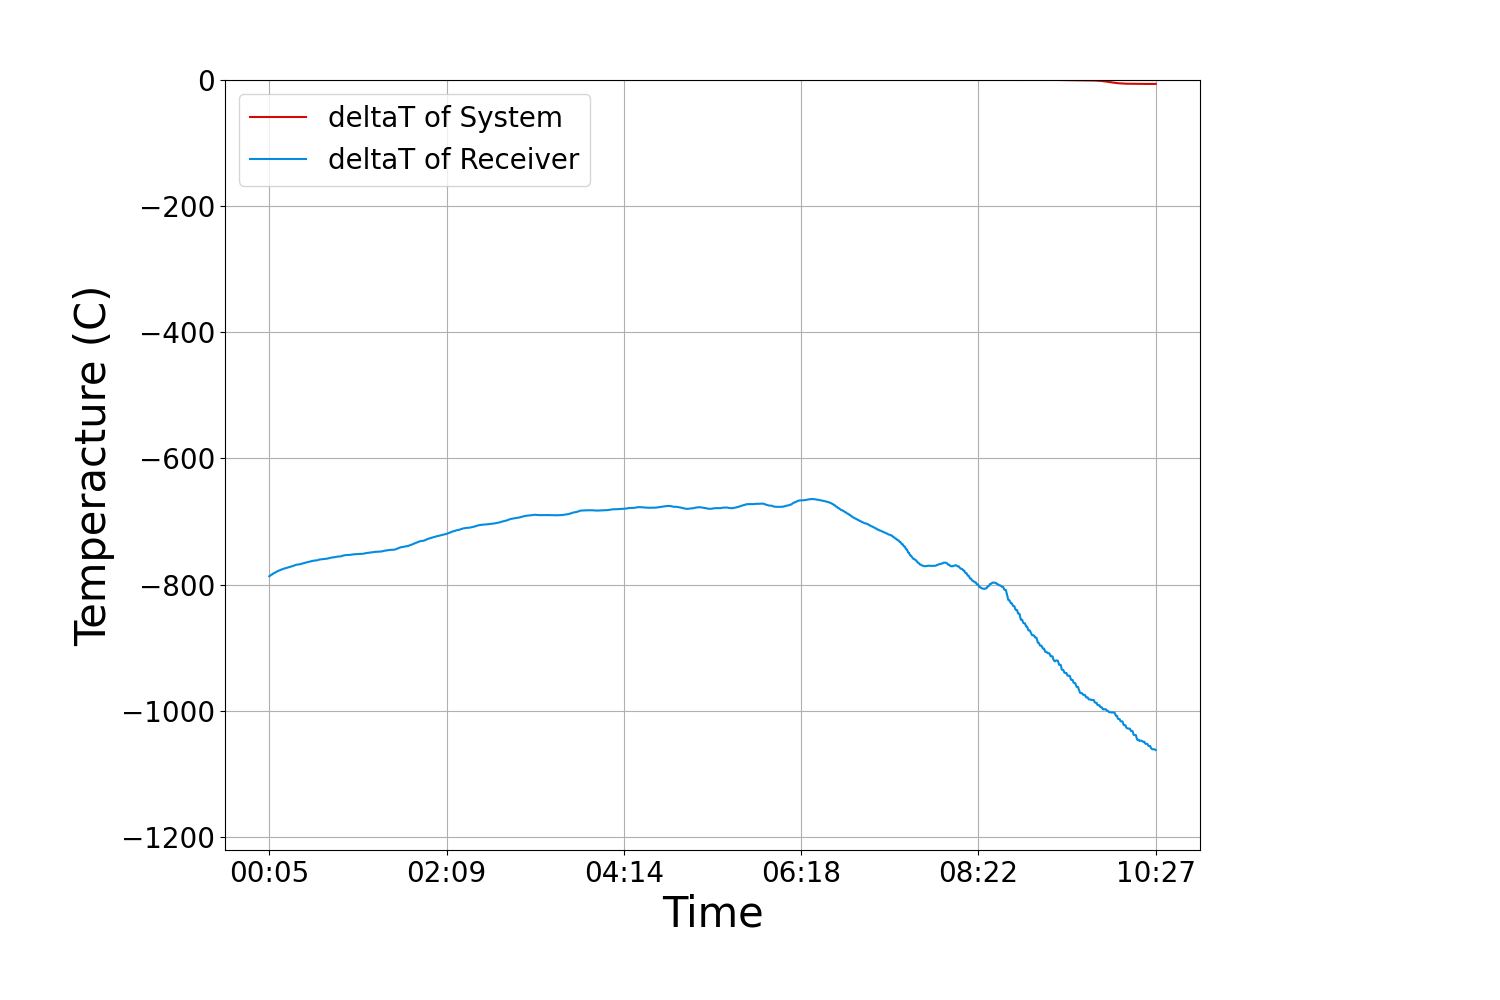 0
−200
−400
−600
−800
−1000
−1200
Temperacture (C)
deltaT of System
deltaT of Receiver
00:05 02:09 04:14 06:18 08:22 10:27
Time